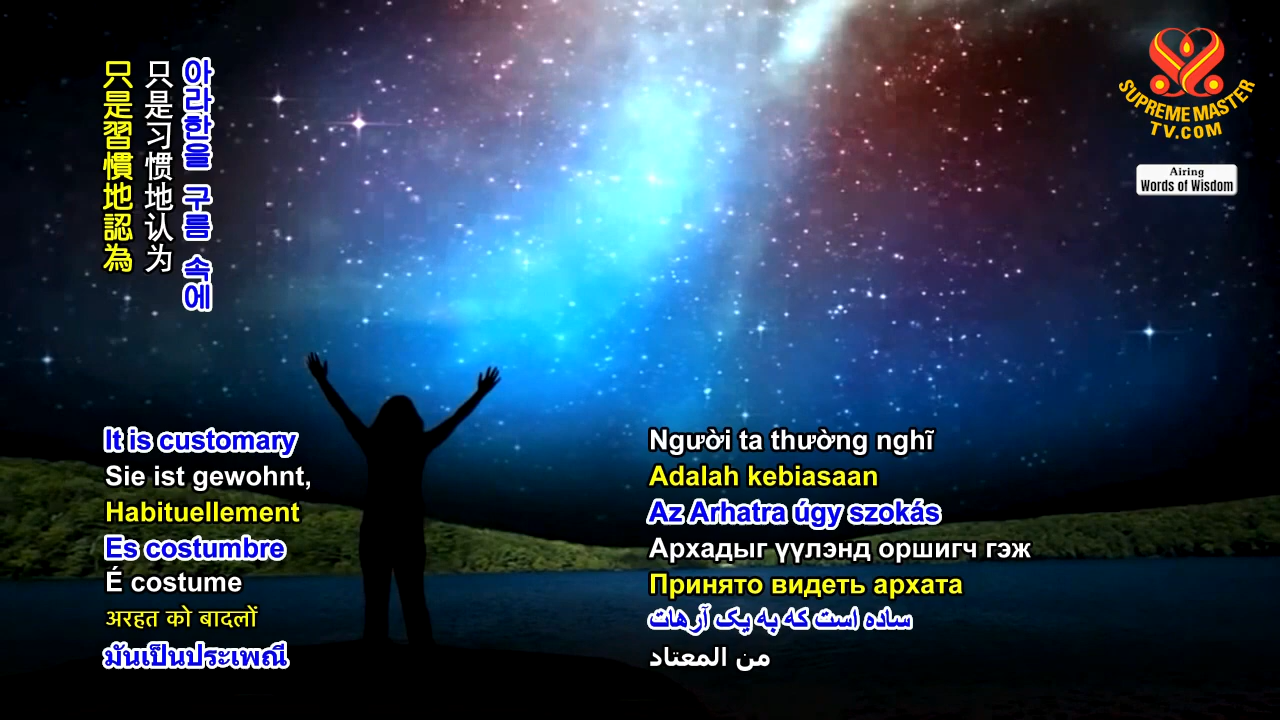 아라한을 구름 속에
只是习惯地认为
只是習慣地認為
SUPREME MASTER
TV.COM
Airing
Words of Wisdom
It is customary
Sie ist gewohnt,
Habituellement
Es costumbre
É costume
अरहत को बादलों
มันเป็นประเพณี
Người ta thường nghĩ
Adalah kebiasaan
Az Arhatra úgy szokás
Архадыг үүлэнд оршигч гэж
Принято видеть архата
ساده است که به یک آرهات
من المعتاد